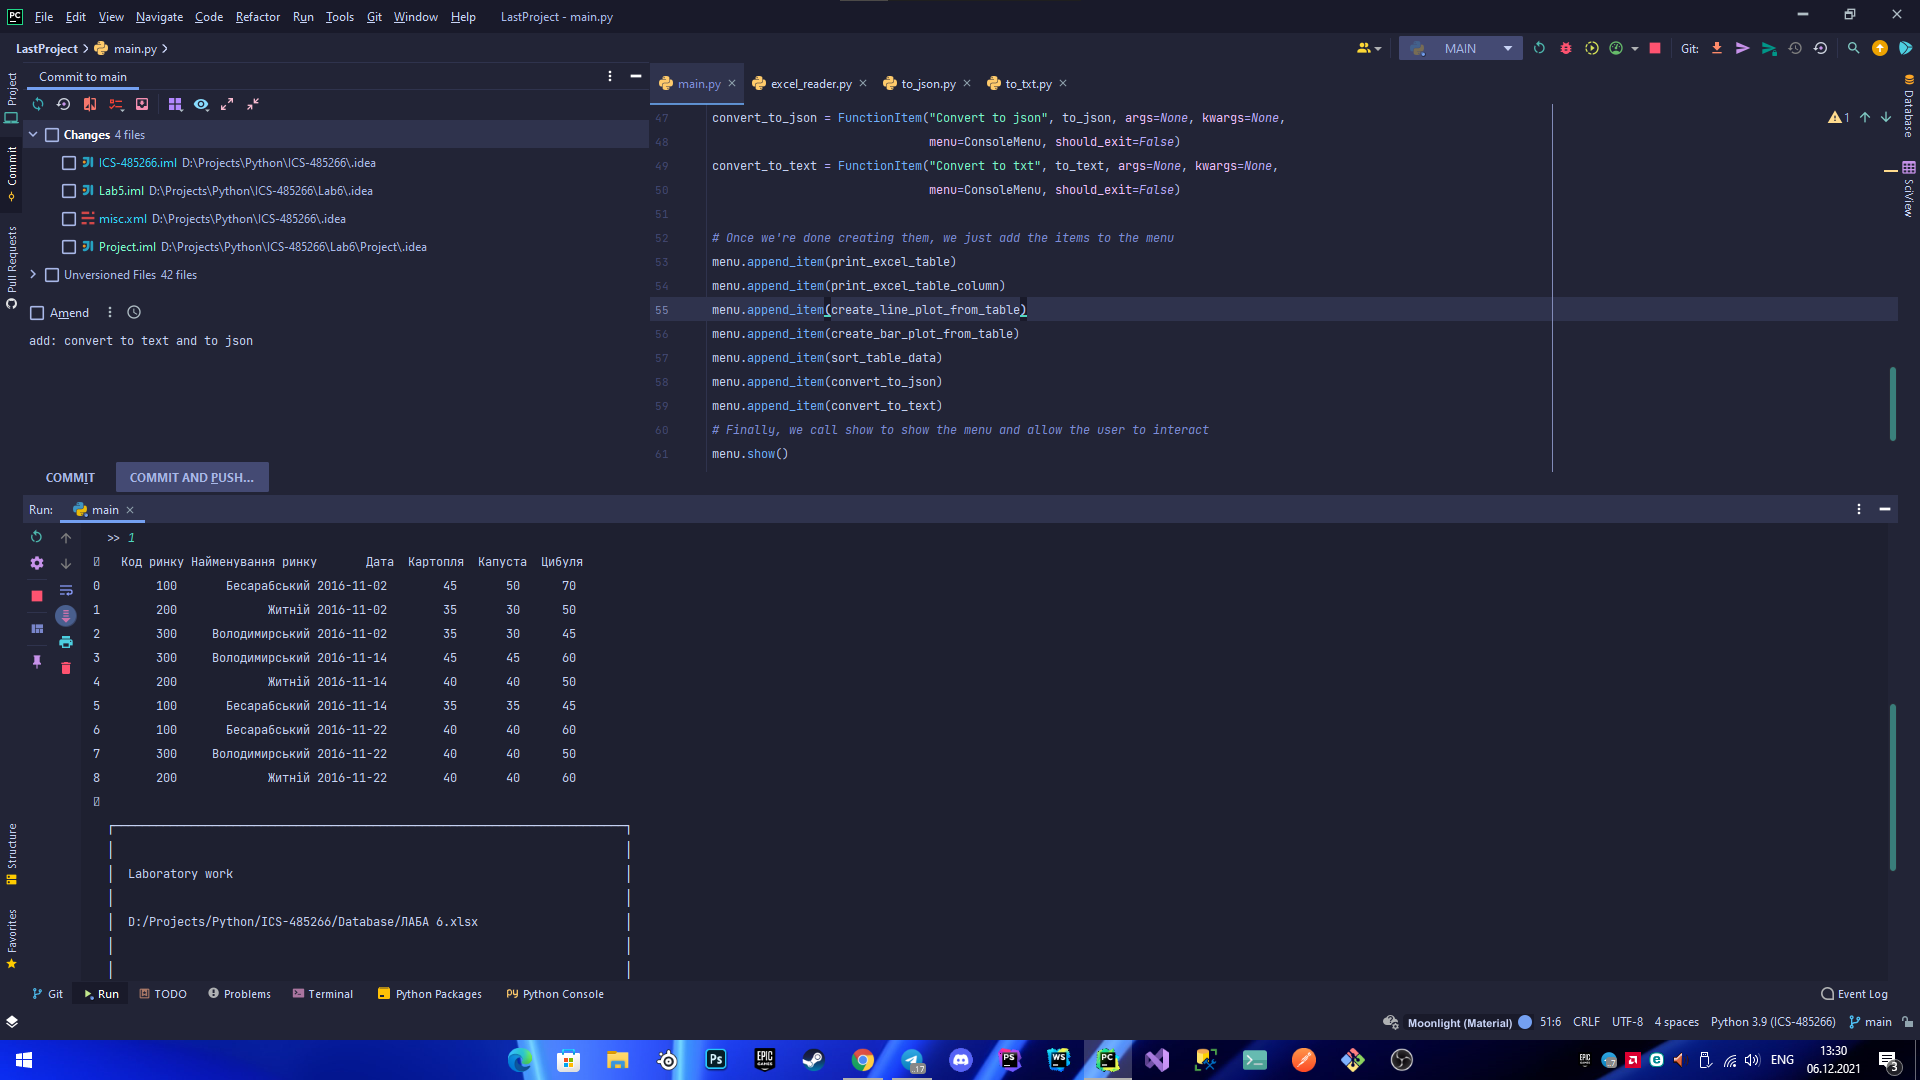 PC File Edit View Navigate Code Refactor Run Tools Git Window Help LastProject - main.py
LastProject main.py MAIN Git:
Commit to main
main.py excel_reader.py to_json.py to_txt.py
Project
Commit
Pull Requests
Structure
Favorites
Database
SciView
Changes 4 files
ICS-485266.iml D:\Projects\Python\ICS-485266\.idea
Lab5.iml D:\Projects\Python\ICS-485266\Lab6\.idea
misc.xml D:\Projects\Python\ICS-485266\.idea
Project.iml D:\Projects\Python\ICS-485266\Lab6\Project\.idea
Unversioned Files 42 files
Amend
add: convert to text and to json
COMMIT COMMIT AND PUSH...
1
47 convert_to_json = FunctionItem("Convert to json", to_json, args=None, kwargs=None,
48 menu=ConsoleMenu, should_exit=False)
49 convert_to_text = FunctionItem("Convert to txt", to_text, args=None, kwargs=None,
50 menu=ConsoleMenu, should_exit=False)
51
52 # Once we're done creating them, we just add the items to the menu
53 menu.append_item(print_excel_table)
54 menu.append_item(print_excel_table_column)
55 menu.append_item(create_line_plot_from_table)
56 menu.append_item(create_bar_plot_from_table)
57 menu.append_item(sort_table_data)
58 menu.append_item(convert_to_json)
59 menu.append_item(convert_to_text)
60 # Finally, we call show to show the menu and allow the user to interact
61 menu.show()
Run: main
>> 1
Код ринку Найменування ринку Дата Картопля Капуста Цибуля
0 100 Бесарабський 2016-11-02 45 50 70
1 200 Житній 2016-11-02 35 30 50
2 300 Володимирський 2016-11-02 35 30 45
3 300 Володимирський 2016-11-14 45 45 60
4 200 Житній 2016-11-14 40 40 50
5 100 Бесарабський 2016-11-14 35 35 45
6 100 Бесарабський 2016-11-22 40 40 60
7 300 Володимирський 2016-11-22 40 40 50
8 200 Житній 2016-11-22 40 40 60
Laboratory work
D:/Projects/Python/ICS-485266/Database/ЛАБА 6.xlsx
Git Run TODO Problems Terminal Python Packages Python Console Event Log
Moonlight (Material) 51:6 CRLF UTF-8 4 spaces Python 3.9 (ICS-485266) main
Ps EPIC GAMES 17 PS WS PC
ENG 13:30
06.12.2021 3